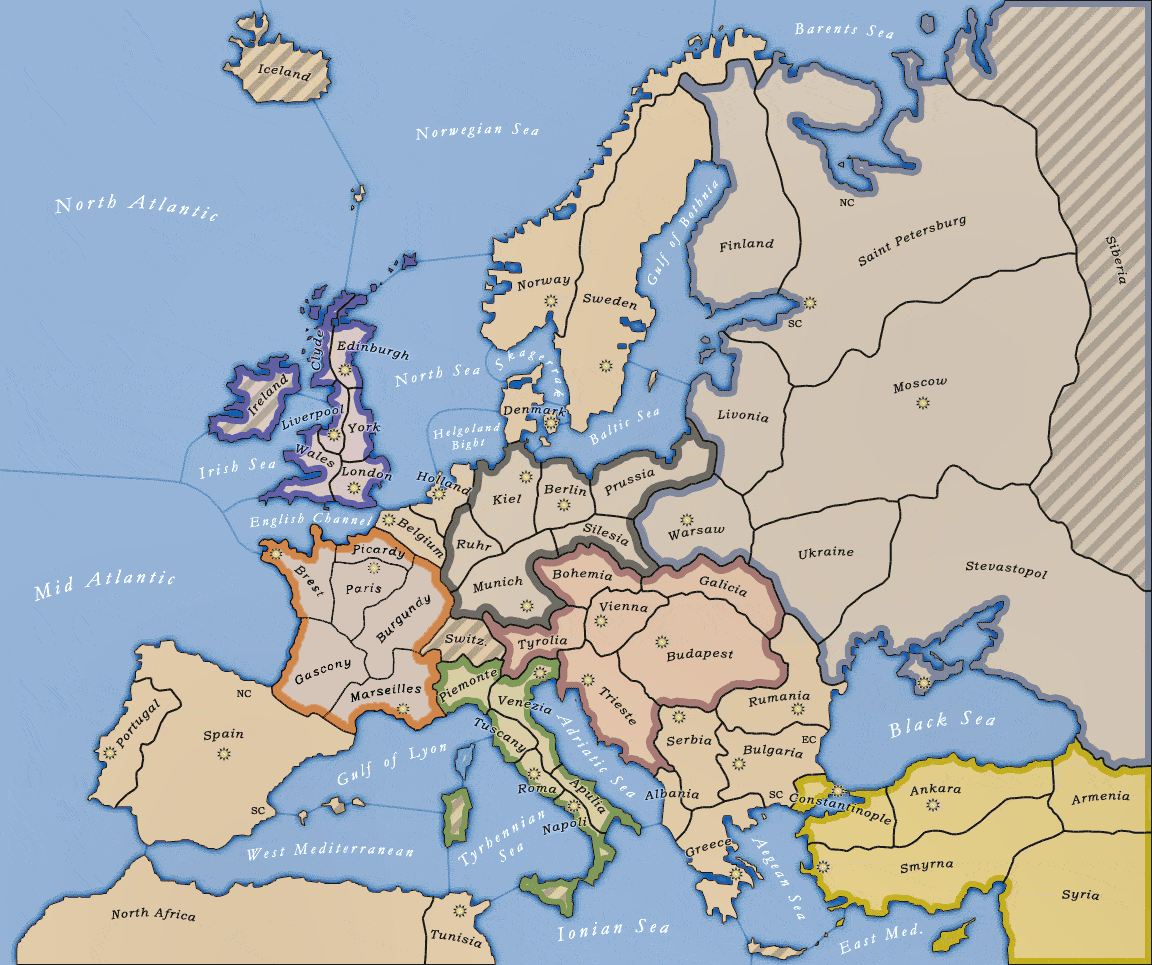 Barents Sea
Iceland
Norwegian Sea
North Atlantic
NC
Saint Petersburg
Siberia
Gulf of Bothnia
Finland
Norway
Sweden
SC
Clyde
Edinburgh
Skagerrak
North Sea
Moscow
Ireland
Liverpool
York
Denmark
Baltic Sea
Livonia
Helgoland
Bight
Irish Sea
Wales
London
Holland
Kiel
Berlin
Prussia
English Channel
Belgium
Ruhr
Silesia
Warsaw
Ukraine
Mid Atlantic
Picardy
Brest
Paris
Burgundy
Munich
Bohemia
Galicia
Stevastopol
Vienna
Switz.
Tyrolia
Budapest
Gascony
Marseilles
Piemonte
Venezia
Trieste
Rumania
NC
Portugal
Spain
Tuscany
Adriatic Sea
Serbia
Bulgaria
EC
Black Sea
Gulf of Lyon
Roma
Apulia
Albania
SC
Constantinople
Ankara
Armenia
SC
Napoli
Tyrhennian
Sea
West Mediterranean
Greece
Aegean Sea
Smyrna
Syria
North Africa
Tunisia
Ionian Sea
East Med.